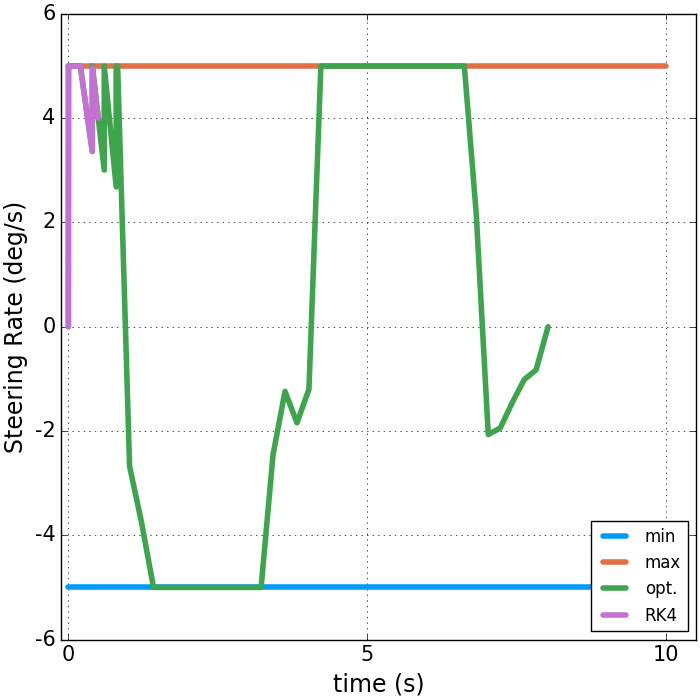 6
4
2
0
-2
-4
-6
Steering Rate (deg/s)
min
max
opt.
RK4
0 5 10
time (s)